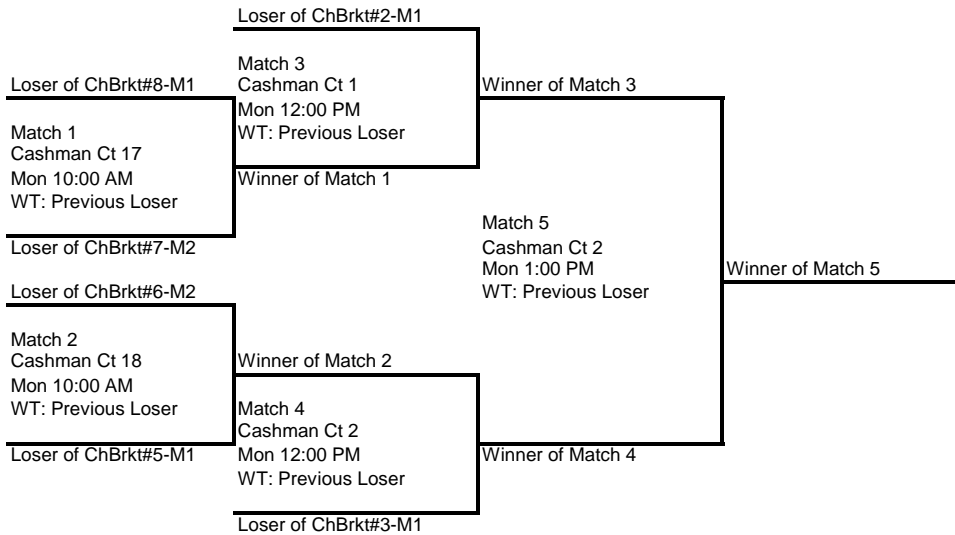 Loser of ChBrkt#2-M1
Match 3
Cashman Ct 1
Mon 12:00 PM
WT: Previous Loser
Loser of ChBrkt#8-M1
Winner of Match 3
Match 1
Cashman Ct 17
Mon 10:00 AM
WT: Previous Loser
Winner of Match 1
Loser of ChBrkt#7-M2
Match 5
Cashman Ct 2
Mon 1:00 PM
WT: Previous Loser
Winner of Match 5
Loser of ChBrkt#6-M2
Match 2
Cashman Ct 18
Mon 10:00 AM
WT: Previous Loser
Winner of Match 2
Match 4
Cashman Ct 2
Mon 12:00 PM
WT: Previous Loser
Loser of ChBrkt#5-M1
Winner of Match 4
Loser of ChBrkt#3-M1